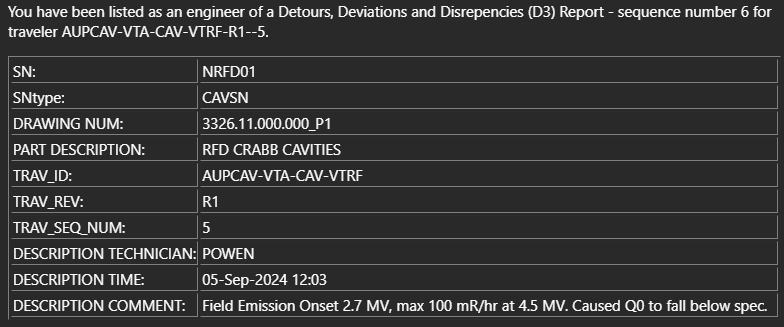 You have been listed as an engineer of a Detours, Deviations and Disrepencies (D3) Report - sequence number 6 for
traveler AUPCAV-VTA-CAV-VTRF-R1--5.
SN: NRFD01
SNtype: CAVSN
DRAWING NUM: 3326.11.000.000_P1
PART DESCRIPTION: RFD CRABB CAVITIES
TRAV_ID: AUPCAV-VTA-CAV-VTRF
TRAV_REV: R1
TRAV_SEQ_NUM: 5
DESCRIPTION TECHNICIAN: POWEN
DESCRIPTION TIME: 05-Sep-2024 12:03
DESCRIPTION COMMENT: Field Emission Onset 2.7 MV, max 100 mR/hr at 4.5 MV. Caused Q0 to fall below spec.